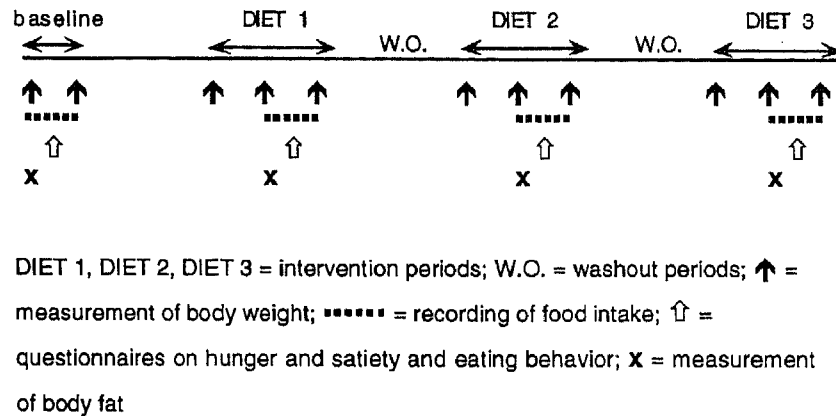 baseline DIET 1 W.O. DIET 2 W.O. DIET 3
X X X X
DIET 1, DIET 2, DIET 3 = intervention periods; W.O. = washout periods; ↑ =
measurement of body weight; ▪▪▪▪▪▪ = recording of food intake; ⇧ =
questionnaires on hunger and satiety and eating behavior; X = measurement
of body fat